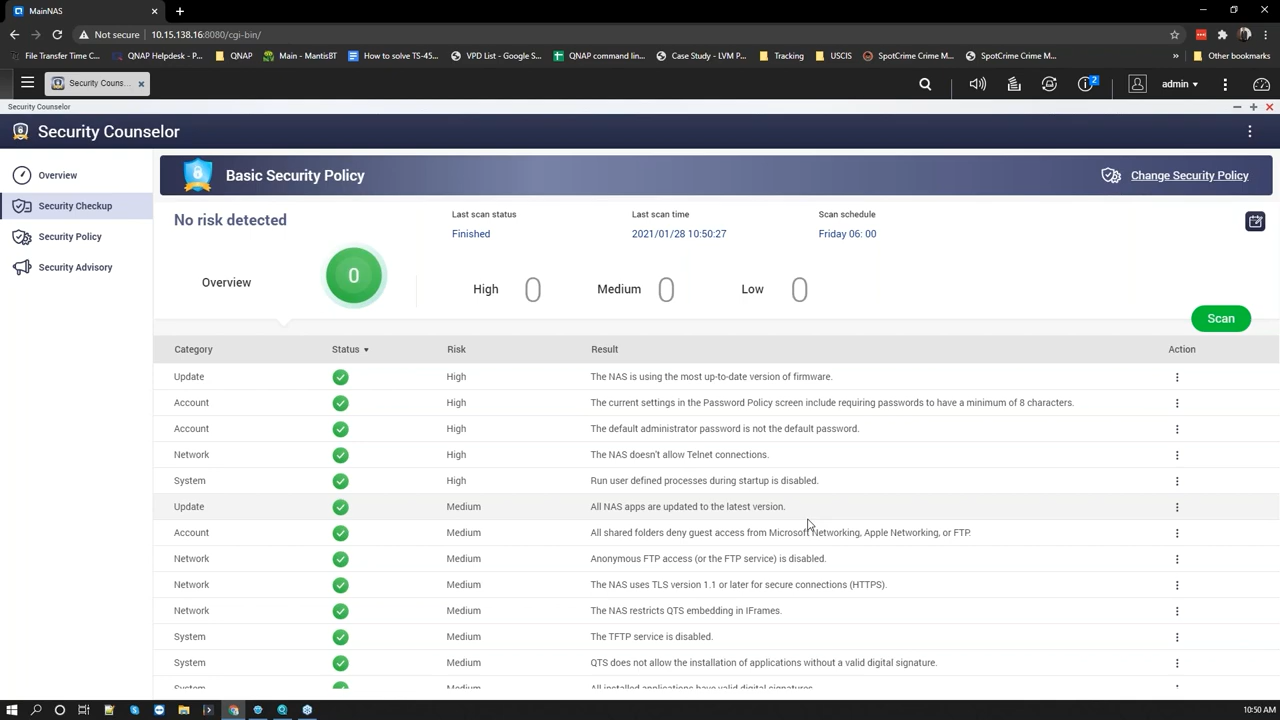 MainNAS
Not secure 10.15.138.16:8080/cgi-bin/
File Transfer Time C... QNAP Helpdesk - P... QNAP Main - MantisBT How to solve TS-45... VPD List - Google S... QNAP command lin... Case Study - LVM P... Tracking USCIS SpotCrime Crime M... SpotCrime Crime M... » Other bookmarks
Security Couns... 2 admin
Security Counselor
Security Counselor
Basic Security Policy Change Security Policy
Overview
Security Checkup
Security Policy
Security Advisory
No risk detected
Last scan status Last scan time Scan schedule
Finished 2021/01/28 10:50:27 Friday 06: 00
Overview 0 High 0 Medium 0 Low 0
Scan
Category Status Risk Result Action
Update High The NAS is using the most up-to-date version of firmware.
Account High The current settings in the Password Policy screen include requiring passwords to have a minimum of 8 characters.
Account High The default administrator password is not the default password.
Network High The NAS doesn't allow Telnet connections.
System High Run user defined processes during startup is disabled.
Update Medium All NAS apps are updated to the latest version.
Account Medium All shared folders deny guest access from Microsoft Networking, Apple Networking, or FTP.
Network Medium Anonymous FTP access (or the FTP service) is disabled.
Network Medium The NAS uses TLS version 1.1 or later for secure connections (HTTPS).
Network Medium The NAS restricts QTS embedding in IFrames.
System Medium The TFTP service is disabled.
System Medium QTS does not allow the installation of applications without a valid digital signature.
System Medium All installed applications have valid digital signatures.
10:50 AM